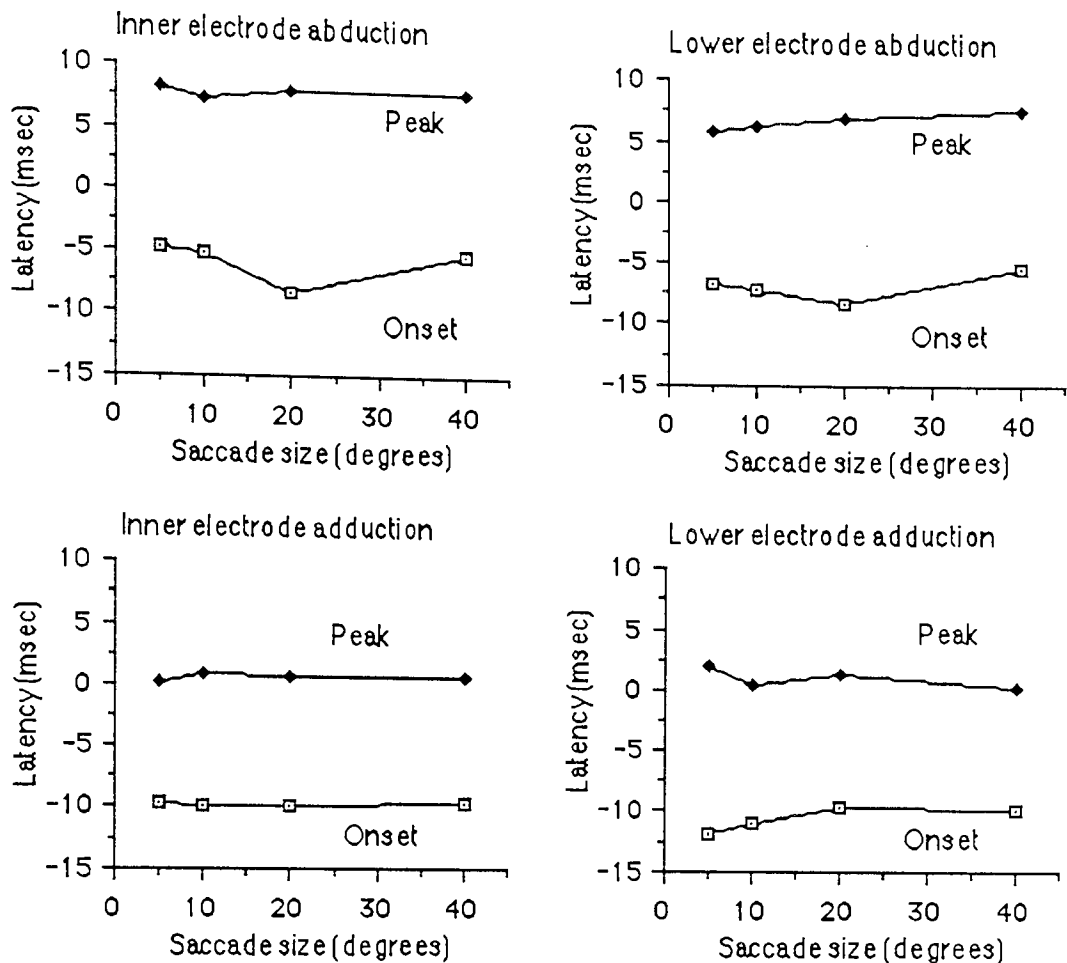 Inner electrode abduction
10
5
0
-5
-10
-15
Latency (msec)
Peak
Onset
0 10 20 30 40
Saccade size (degrees)
Lower electrode abduction
10
5
0
-5
-10
-15
Latency (msec)
Peak
Onset
0 10 20 30 40
Saccade size (degrees)
Inner electrode adduction
10
5
0
-5
-10
-15
Latency (msec)
Peak
Onset
0 10 20 30 40
Saccade size (degrees)
Lower electrode adduction
10
5
0
-5
-10
-15
Latency (msec)
Peak
Onset
0 10 20 30 40
Saccade size (degrees)